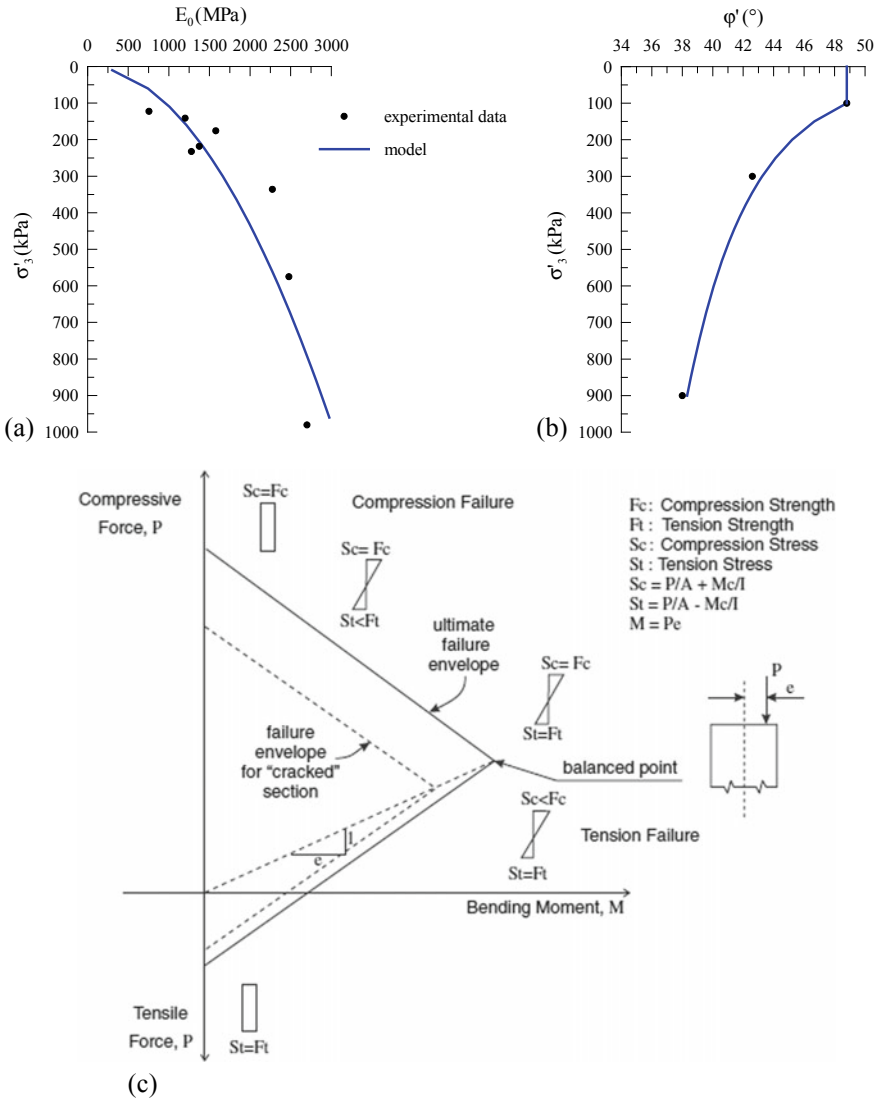 E₀ (MPa)
0 500 1000 1500 2000 2500 3000
0
100
200
300
400
500
600
700
800
900
1000
σ'₃ (kPa)
experimental data
model
(a)
φ' (°)
34 36 38 40 42 44 46 48 50
0
100
200
300
400
500
600
700
800
900
1000
σ'₃ (kPa)
(b)
Compressive
Force, P
Sc=Fc
Compression Failure
Sc= Fc
St<Ft
ultimate
failure
envelope
Fc: Compression Strength
Ft: Tension Strength
Sc: Compression Stress
St : Tension Stress
Sc = P/A + Mc/I
St = P/A - Mc/I
M = Pe
Sc= Fc
St=Ft
P
e
failure
envelope
for "cracked"
section
balanced point
Sc<Fc
St=Ft
Tension Failure
1
e
Bending Moment, M
Tensile
Force, P
St=Ft
(c)